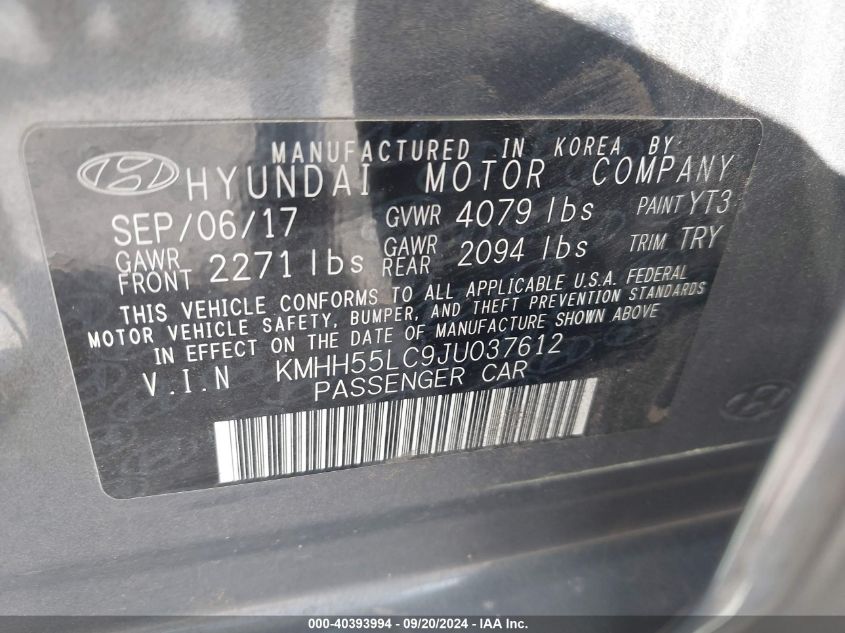 MANUFACTURED IN KOREA BY
HYUNDAI MOTOR COMPANY
SEP/06/17 GVWR 4079 lbs PAINT YT3
GAWR FRONT 2271 lbs GAWR REAR 2094 lbs TRIM TRY
THIS VEHICLE CONFORMS TO ALL APPLICABLE U.S.A. FEDERAL
MOTOR VEHICLE SAFETY, BUMPER, AND THEFT PREVENTION STANDARDS
IN EFFECT ON THE DATE OF MANUFACTURE SHOWN ABOVE
V.I.N KMHH55LC9JU037612
PASSENGER CAR
000-40393994 - 09/20/2024 - IAA, Inc.